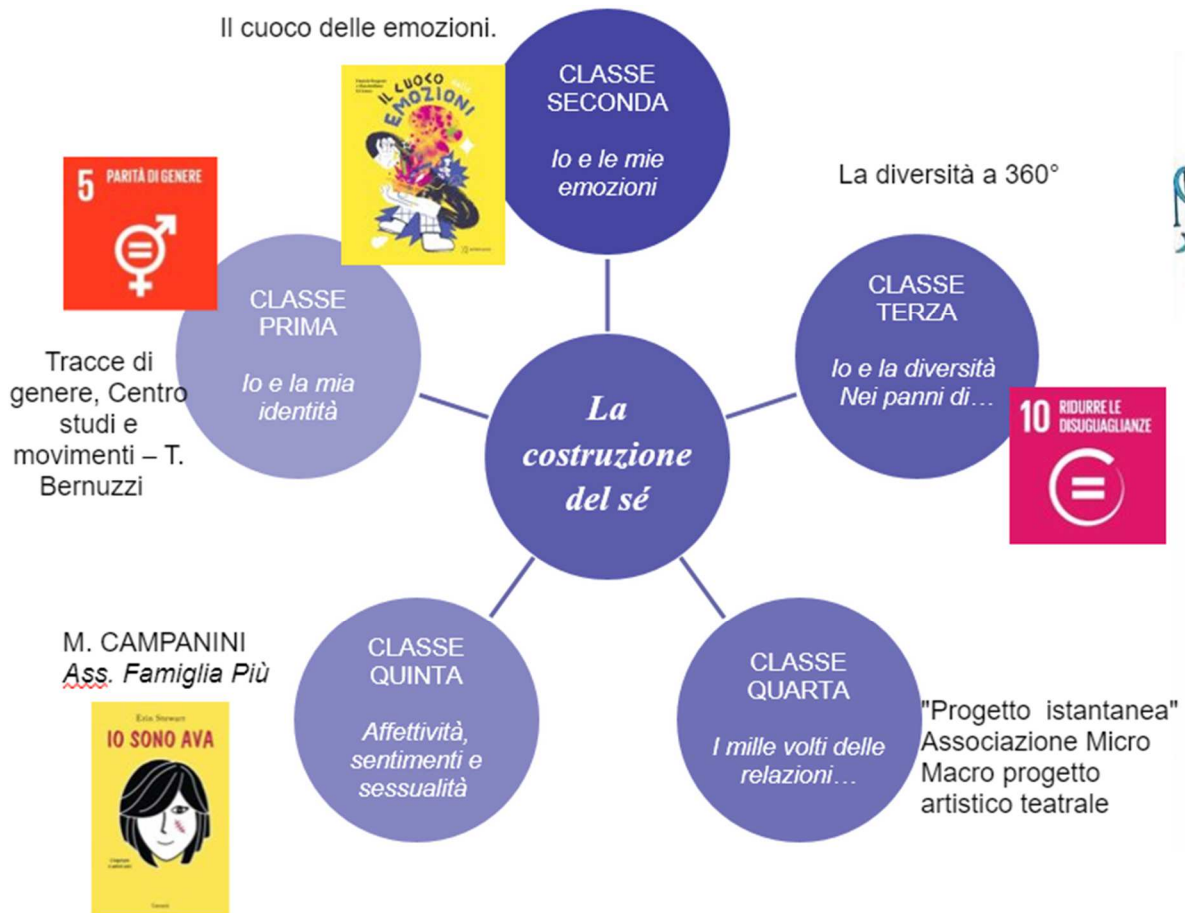 Il cuoco delle emozioni.
IL CUOCO
DELLE
EMOZIONI
CLASSE
SECONDA
Io e le mie
emozioni
5 PARITÀ DI GENERE
CLASSE
PRIMA
Io e la mia
identità
Tracce di
genere, Centro
studi e
movimenti – T.
Bernuzzi
La diversità a 360°
CLASSE
TERZA
Io e la diversità
Nei panni di…
10 RIDURRE LE
DISUGUAGLIANZE
La
costruzione
del sé
M. CAMPANINI
Ass. Famiglia Più
Erin Stewart
IO SONO AVA
CLASSE
QUINTA
Affettività,
sentimenti e
sessualità
CLASSE
QUARTA
I mille volti delle
relazioni…
"Progetto istantanea"
Associazione Micro
Macro progetto
artistico teatrale